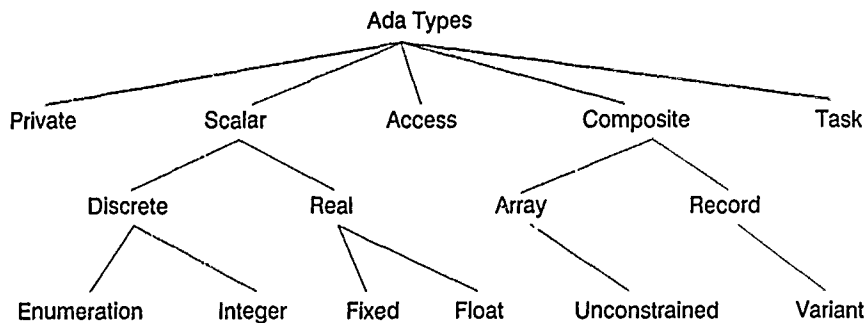 Ada Types
Private Scalar Access Composite Task
Discrete Real Array Record
Enumeration Integer Fixed Float Unconstrained Variant